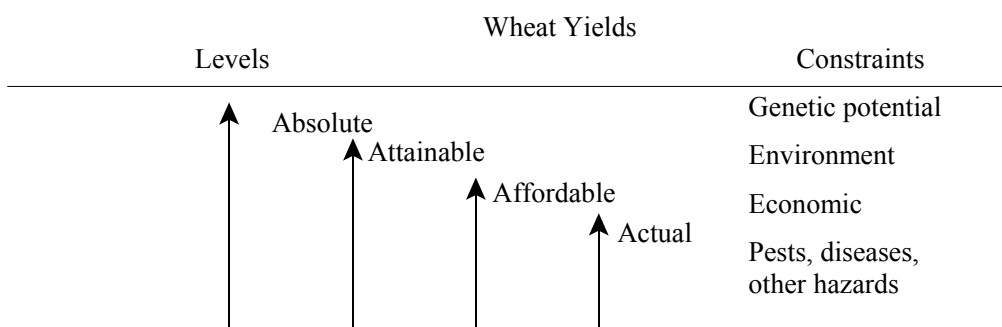 Wheat Yields
Levels
Constraints
Absolute
Attainable
Affordable
Actual
Genetic potential
Environment
Economic
Pests, diseases,
other hazards